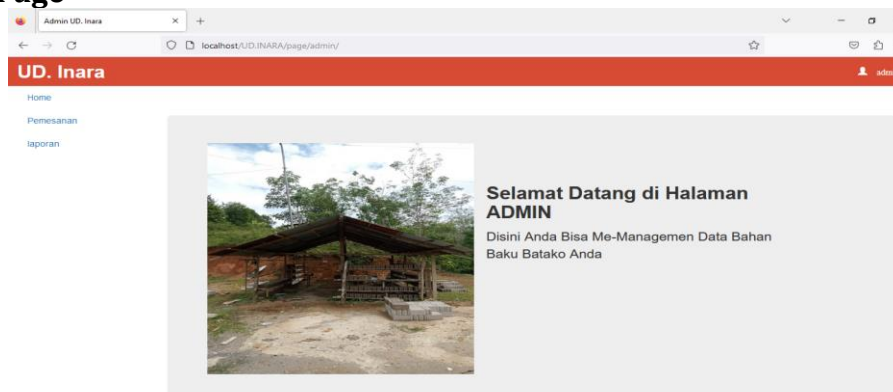 Admin UD. Inara
localhost/UD.INARA/page/admin/
UD. Inara
Home
Pemesanan
laporan
Selamat Datang di Halaman
ADMIN
Disini Anda Bisa Me-Managemen Data Bahan
Baku Batako Anda